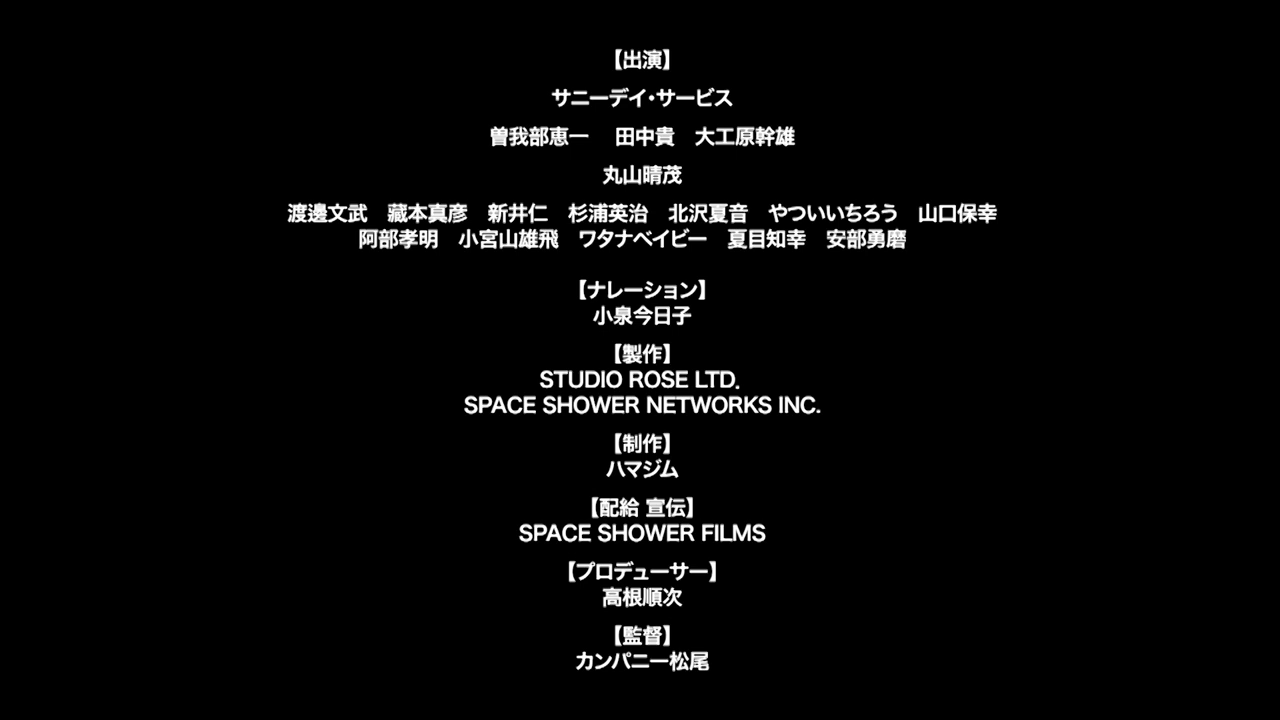 【出演】
サニーデイ・サービス
曽我部恵一　田中貴　大工原幹雄
丸山晴茂
渡邊文武　藏本真彦　新井仁　杉浦英治　北沢夏音　やついいちろう　山口保幸
阿部孝明　小宮山雄飛　ワタナベイビー　夏目知幸　安部勇磨
【ナレーション】
小泉今日子
【製作】
STUDIO ROSE LTD.
SPACE SHOWER NETWORKS INC.
【制作】
ハマジム
【配給 宣伝】
SPACE SHOWER FILMS
【プロデューサー】
高根順次
【監督】
カンパニー松尾